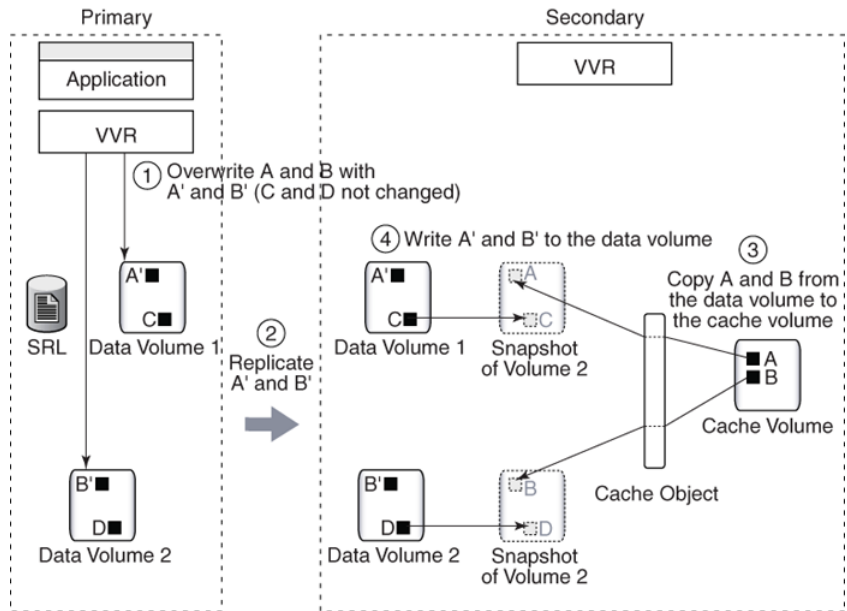 Primary
Secondary
Application
VVR
VVR
① Overwrite A and B with
A' and B' (C and D not changed)
④ Write A' and B' to the data volume
③
Copy A and B from
the data volume to
the cache volume
A'
C
SRL
Data Volume 1
②
Replicate
A' and B'
A'
C
Data Volume 1
A
C
Snapshot
of Volume 2
A
B
Cache Volume
Cache Object
B'
D
Data Volume 2
B'
D
Data Volume 2
B
D
Snapshot
of Volume 2